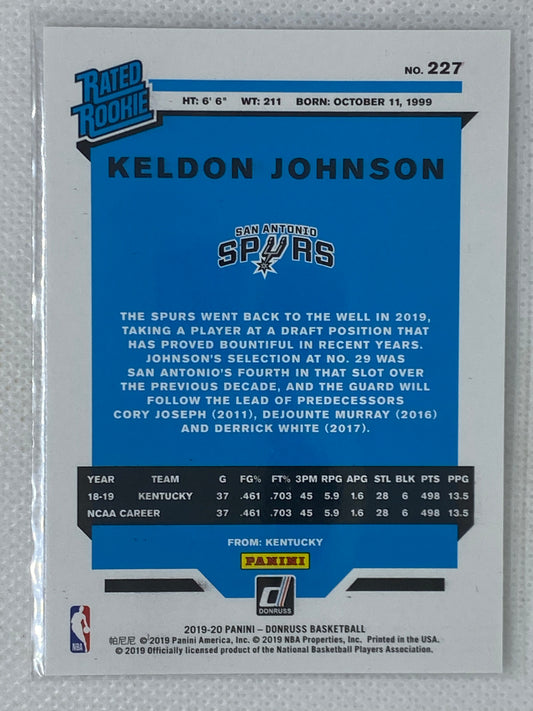 NO. 227
RATED
ROOKIE
HT: 6' 6" WT: 211 BORN: OCTOBER 11, 1999
KELDON JOHNSON
SAN ANTONIO
SPURS
THE SPURS WENT BACK TO THE WELL IN 2019,
TAKING A PLAYER AT A DRAFT POSITION THAT
HAS PROVED BOUNTIFUL IN RECENT YEARS.
JOHNSON'S SELECTION AT NO. 29 WAS
SAN ANTONIO'S FOURTH IN THAT SLOT OVER
THE PREVIOUS DECADE, AND THE GUARD WILL
FOLLOW THE LEAD OF PREDECESSORS
CORY JOSEPH (2011), DEJOUNTE MURRAY (2016)
AND DERRICK WHITE (2017).
YEAR TEAM G FG% FT% 3PM RPG APG STL BLK PTS PPG
18-19 KENTUCKY 37 .461 .703 45 5.9 1.6 28 6 498 13.5
NCAA CAREER 37 .461 .703 45 5.9 1.6 28 6 498 13.5
FROM: KENTUCKY
PANINI
DONRUSS
NBA
2019-20 PANINI – DONRUSS BASKETBALL
帕尼尼 © 2019 Panini America, Inc. © 2019 NBA Properties, Inc. Printed in the USA.
© 2019 Officially licensed product of the National Basketball Players Association.